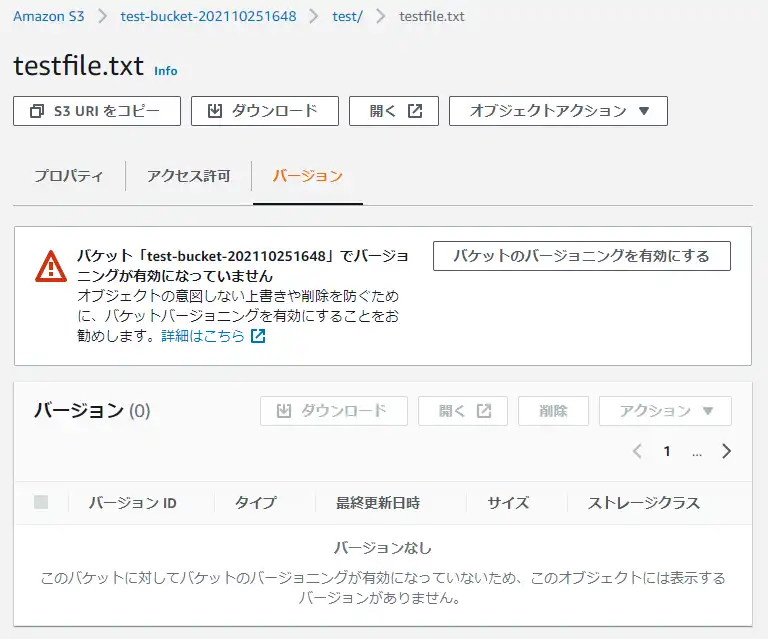 Amazon S3 > test-bucket-202110251648 > test/ > testfile.txt
testfile.txt Info
S3 URI をコピー ダウンロード 開く オブジェクトアクション ▼
プロパティ アクセス許可 バージョン
バケット「test-bucket-202110251648」でバージョ
ニングが有効になっていません
オブジェクトの意図しない上書きや削除を防ぐため
に、バケットバージョニングを有効にすることをお
勧めします。詳細はこちら
バケットのバージョニングを有効にする
バージョン (0) ダウンロード 開く 削除 アクション ▼
< 1 ... >
バージョン ID タイプ 最終更新日時 サイズ ストレージクラス
バージョンなし
このバケットに対してバケットのバージョニングが有効になっていないため、このオブジェクトには表示する
バージョンがありません。